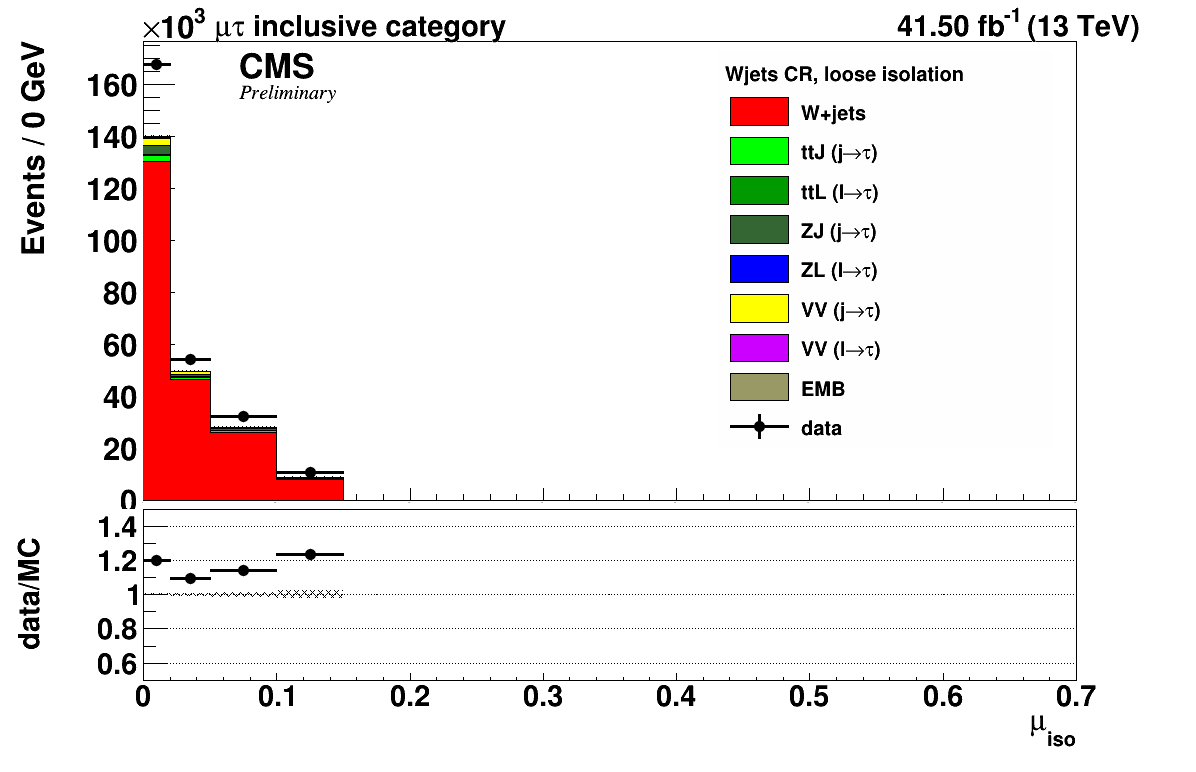 ×10³ μτ inclusive category
41.50 fb⁻¹ (13 TeV)
CMS
Preliminary
Events / 0 GeV
160
140
120
100
80
60
40
20
0
Wjets CR, loose isolation
W+jets
ttJ (j→τ)
ttL (l→τ)
ZJ (j→τ)
ZL (l→τ)
VV (j→τ)
VV (l→τ)
EMB
data
data/MC
1.4
1.2
1
0.8
0.6
0 0.1 0.2 0.3 0.4 0.5 0.6 0.7
μ_iso